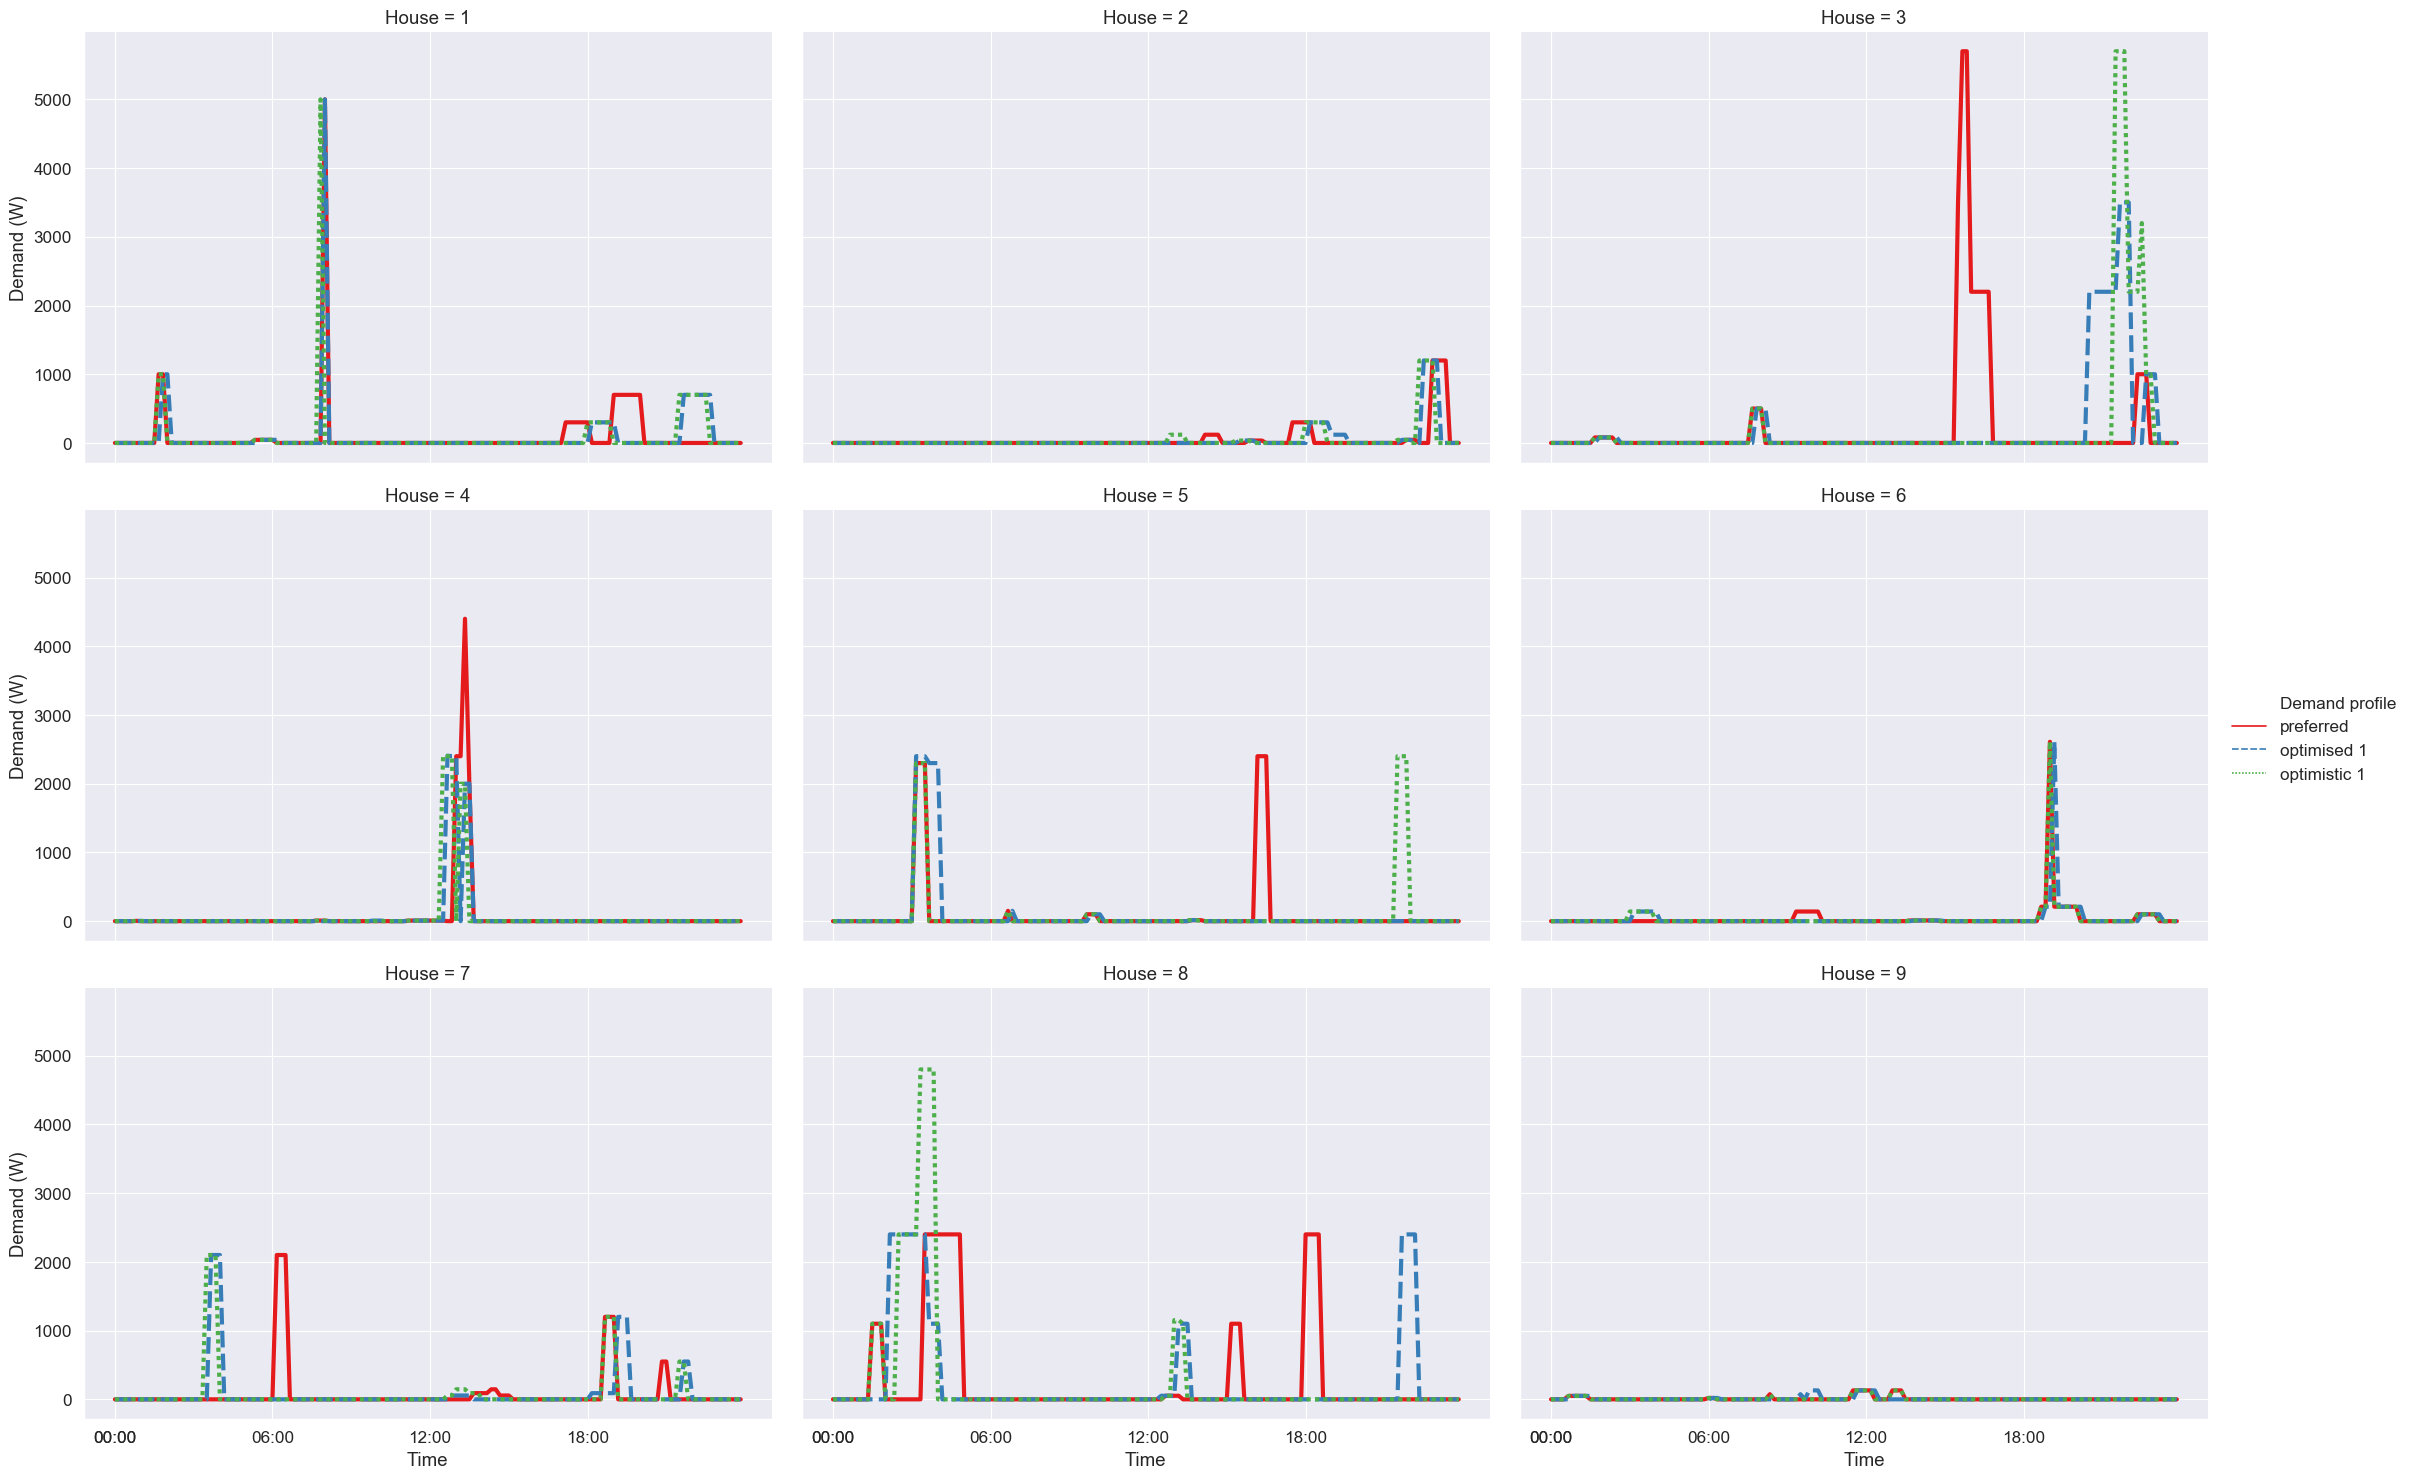 House = 1
House = 2
House = 3
Demand (W)
5000
4000
3000
2000
1000
0
House = 4
House = 5
House = 6
Demand (W)
5000
4000
3000
2000
1000
0
Demand profile
preferred
optimised 1
optimistic 1
House = 7
House = 8
House = 9
Demand (W)
5000
4000
3000
2000
1000
0
00:00 06:00 12:00 18:00
Time
00:00 06:00 12:00 18:00
Time
00:00 06:00 12:00 18:00
Time